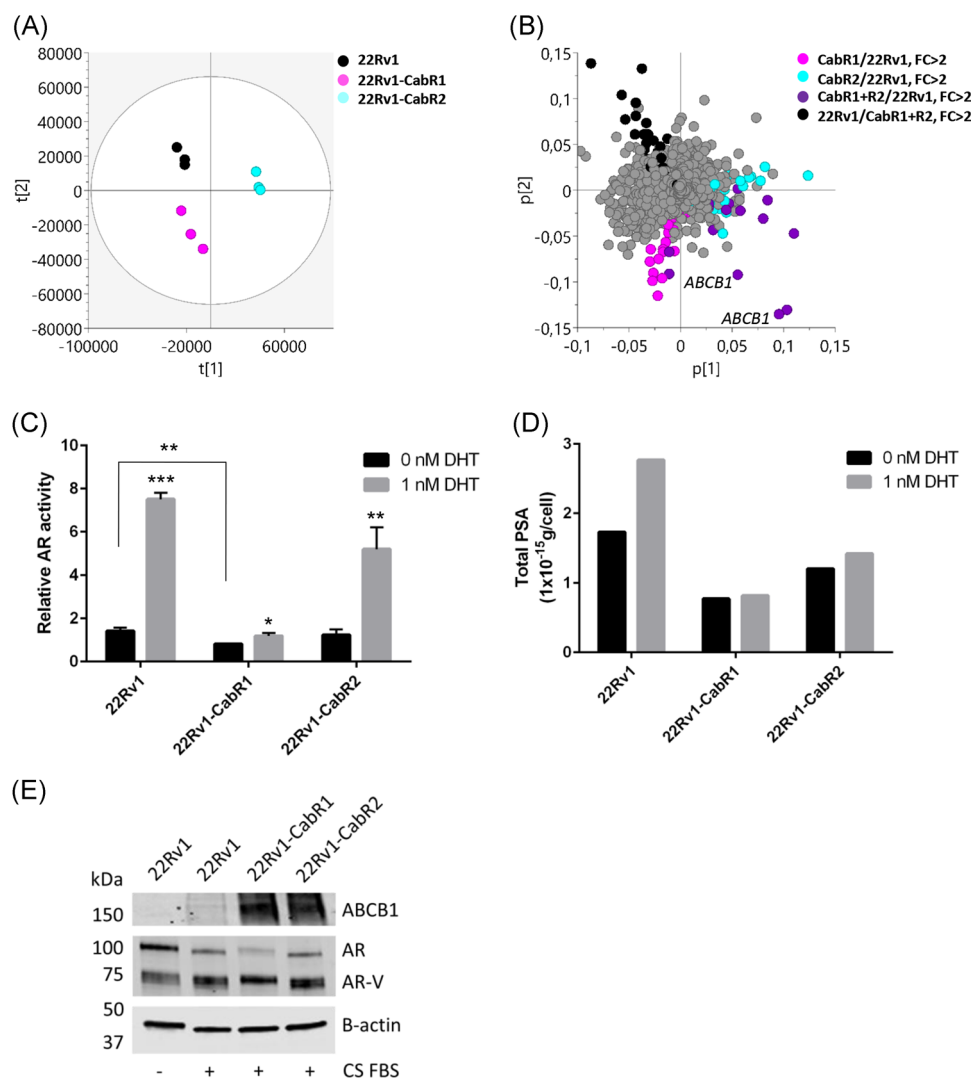 (A)
80000
60000
40000
20000
0
-20000
-40000
-60000
-80000
t[2]
-100000
-20000
60000
t[1]
22Rv1
22Rv1-CabR1
22Rv1-CabR2
(B)
0,15
0,1
0,05
0
-0,05
-0,1
-0,15
p[2]
-0,1
-0,05
0
0,05
0,1
0,15
p[1]
CabR1/22Rv1, FC>2
CabR2/22Rv1, FC>2
CabR1+R2/22Rv1, FC>2
22Rv1/CabR1+R2, FC>2
ABCB1
ABCB1
(C)
10
8
6
4
2
0
Relative AR activity
**
***
*
**
0 nM DHT
1 nM DHT
22Rv1
22Rv1-CabR1
22Rv1-CabR2
(D)
3
2
1
0
Total PSA
(1x10⁻¹⁵g/cell)
0 nM DHT
1 nM DHT
22Rv1
22Rv1-CabR1
22Rv1-CabR2
(E)
22Rv1
22Rv1
22Rv1-CabR1
22Rv1-CabR2
kDa
150
ABCB1
100
AR
75
AR-V
50
B-actin
37
- + + + CS FBS